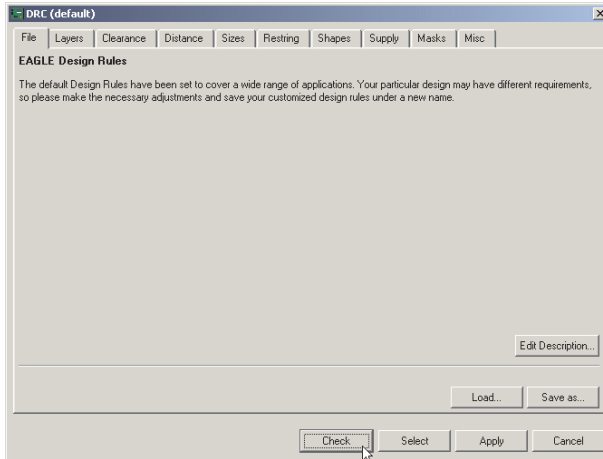 DRC (default)
File Layers Clearance Distance Sizes Restring Shapes Supply Masks Misc
EAGLE Design Rules
The default Design Rules have been set to cover a wide range of applications. Your particular design may have different requirements,
so please make the necessary adjustments and save your customized design rules under a new name.
Edit Description...
Load... Save as...
Check Select Apply Cancel